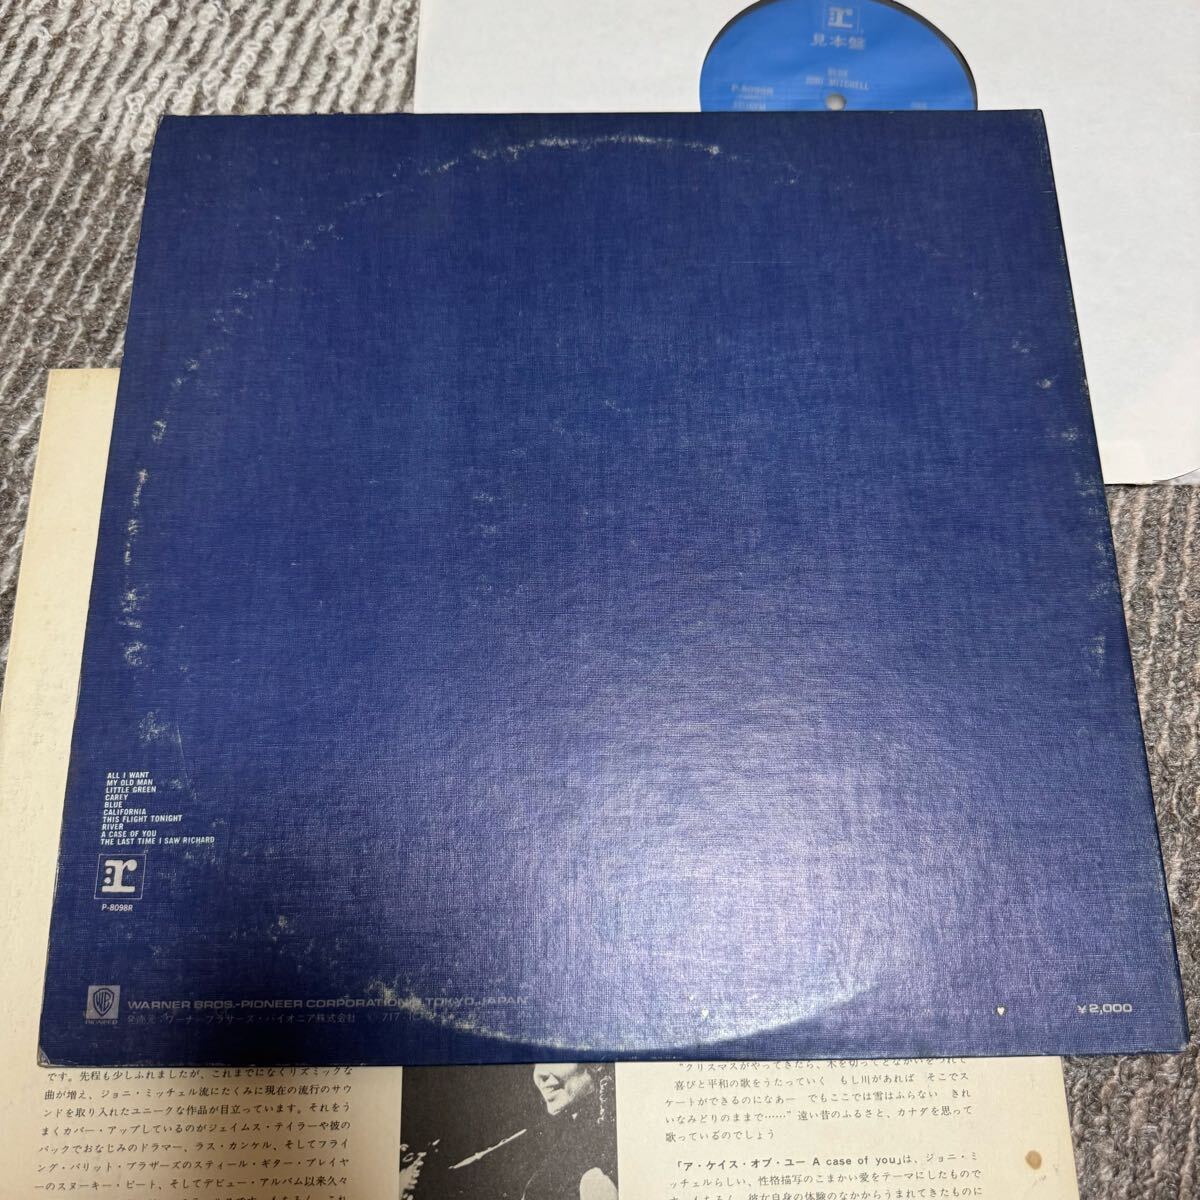 見本盤
BLUE
JONI MITCHELL
P-8098R
ALL I WANT
MY OLD MAN
LITTLE GREEN
CAREY
BLUE
CALIFORNIA
THIS FLIGHT TONIGHT
RIVER
A CASE OF YOU
THE LAST TIME I SAW RICHARD
r
P-8098R
WB
PIONEER
WARNER BROS.-PIONEER CORPORATION, TOKYO, JAPAN
発売元:ワーナー・ブラザーズ・パイオニア株式会社
¥2,000
です。先程も少しふれましたが、これまでになくリズミックな
曲が増え、ジョニ・ミッチェル流にたくみに現在の流行のサウ
ンドを取り入れたユニークな作品が目立っています。それをう
まくカバー・アップしているのがジェイムス・テイラーや彼の
バックでおなじみのドラマー、ラス・カンケル、そしてフライ
ング・バリット・ブラザーズのスティール・ギター・プレイヤ
ーのスヌーキー・ピート、そしてデビュー・アルバム以来久々
“クリスマスがやってきたら、木を切ってとなかいをつれて
喜びと平和の歌をうたっていく もし川があれば そこでス
ケートができるのになあー でもここでは雪はふらない きれ
いなみどりのままで……” 遠い昔のふるさと、カナダを思って
歌っているのでしょう
「ア・ケイス・オブ・ユー A case of you」は、ジョニ・ミ
ッチェルらしい、性格描写のこまかい愛をテーマにしたもので
す。もちろん、彼女自身の体験のなかからうまれてきたものに